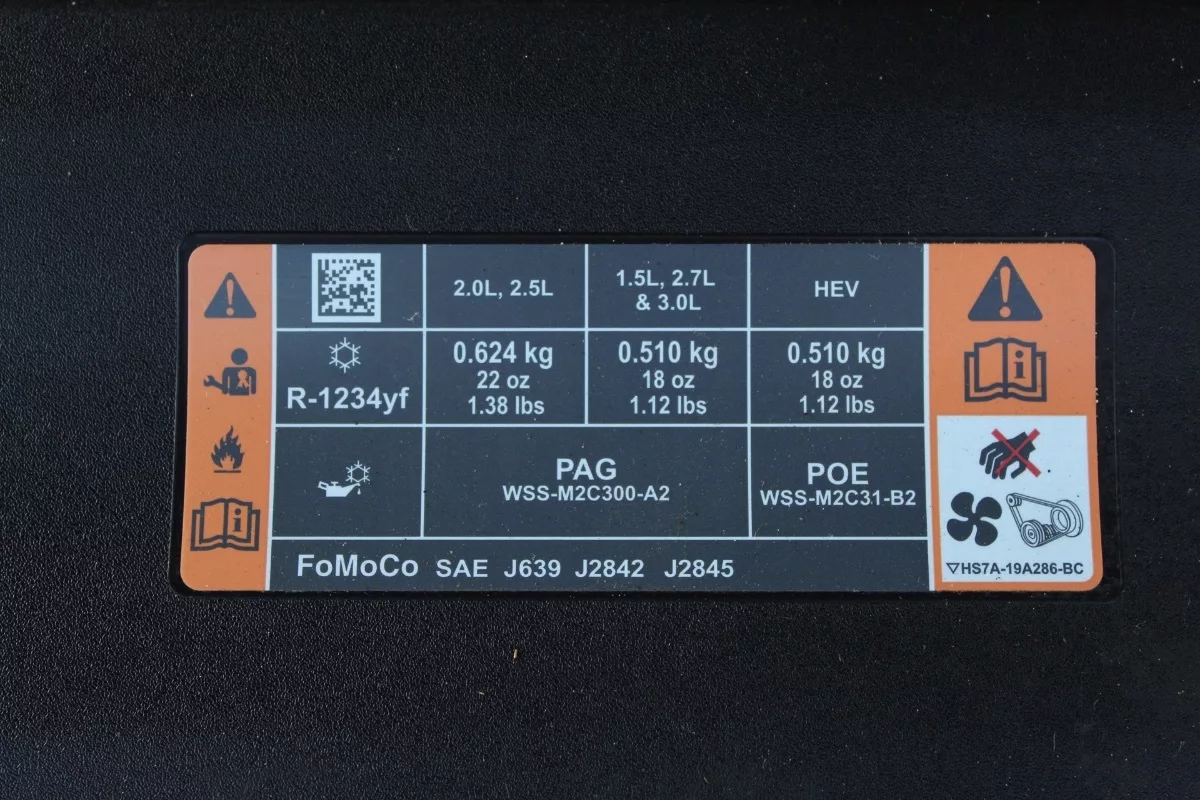 2.0L, 2.5L
1.5L, 2.7L
& 3.0L
HEV
R-1234yf
0.624 kg
22 oz
1.38 lbs
0.510 kg
18 oz
1.12 lbs
0.510 kg
18 oz
1.12 lbs
PAG
WSS-M2C300-A2
POE
WSS-M2C31-B2
FoMoCo SAE J639 J2842 J2845
HS7A-19A286-BC